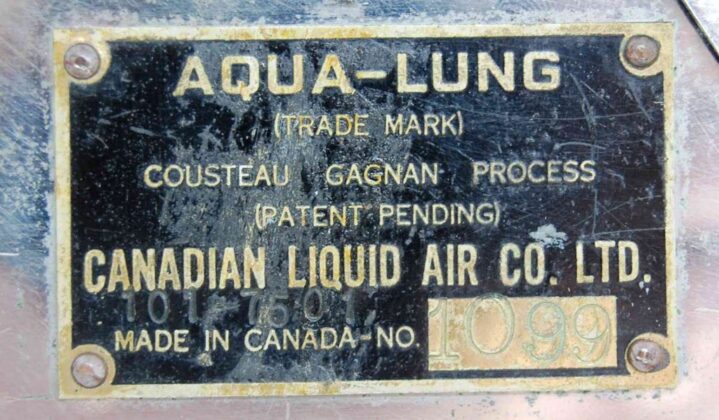 AQUA-LUNG
(TRADE MARK)
COUSTEAU GAGNAN PROCESS
(PATENT PENDING)
CANADIAN LIQUID AIR CO. LTD.
101-7501
MADE IN CANADA-NO. 1099